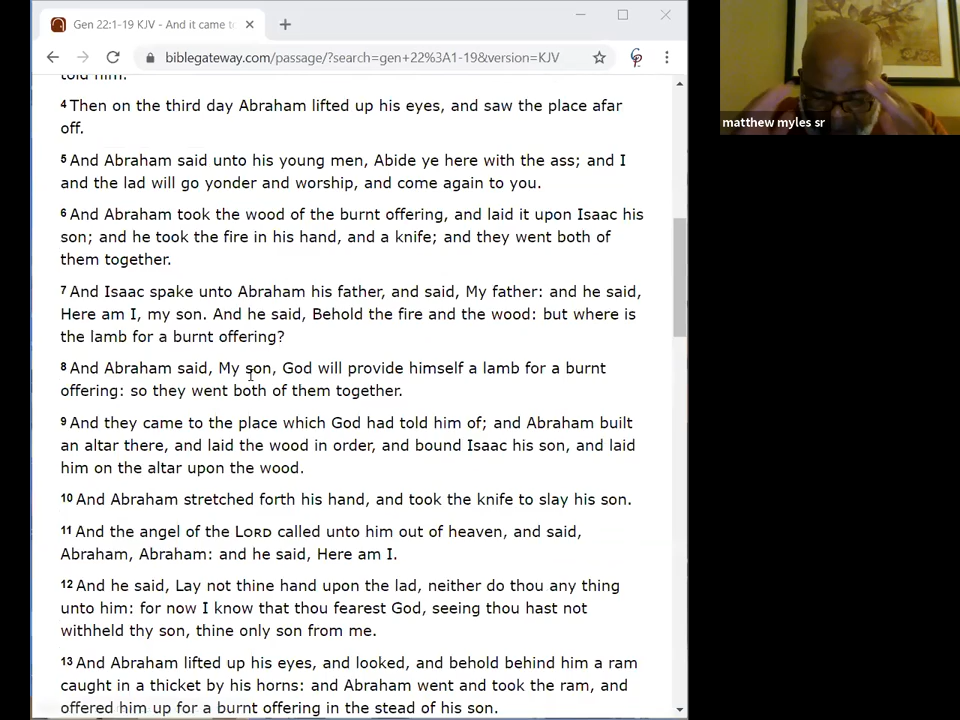 Gen 22:1-19 KJV - And it came to
biblegateway.com/passage/?search=gen+22%3A1-19&version=KJV
told him.
4 Then on the third day Abraham lifted up his eyes, and saw the place afar
off.
5 And Abraham said unto his young men, Abide ye here with the ass; and I
and the lad will go yonder and worship, and come again to you.
6 And Abraham took the wood of the burnt offering, and laid it upon Isaac his
son; and he took the fire in his hand, and a knife; and they went both of
them together.
7 And Isaac spake unto Abraham his father, and said, My father: and he said,
Here am I, my son. And he said, Behold the fire and the wood: but where is
the lamb for a burnt offering?
8 And Abraham said, My son, God will provide himself a lamb for a burnt
offering: so they went both of them together.
9 And they came to the place which God had told him of; and Abraham built
an altar there, and laid the wood in order, and bound Isaac his son, and laid
him on the altar upon the wood.
10 And Abraham stretched forth his hand, and took the knife to slay his son.
11 And the angel of the LORD called unto him out of heaven, and said,
Abraham, Abraham: and he said, Here am I.
12 And he said, Lay not thine hand upon the lad, neither do thou any thing
unto him: for now I know that thou fearest God, seeing thou hast not
withheld thy son, thine only son from me.
13 And Abraham lifted up his eyes, and looked, and behold behind him a ram
caught in a thicket by his horns: and Abraham went and took the ram, and
offered him up for a burnt offering in the stead of his son.
matthew myles sr